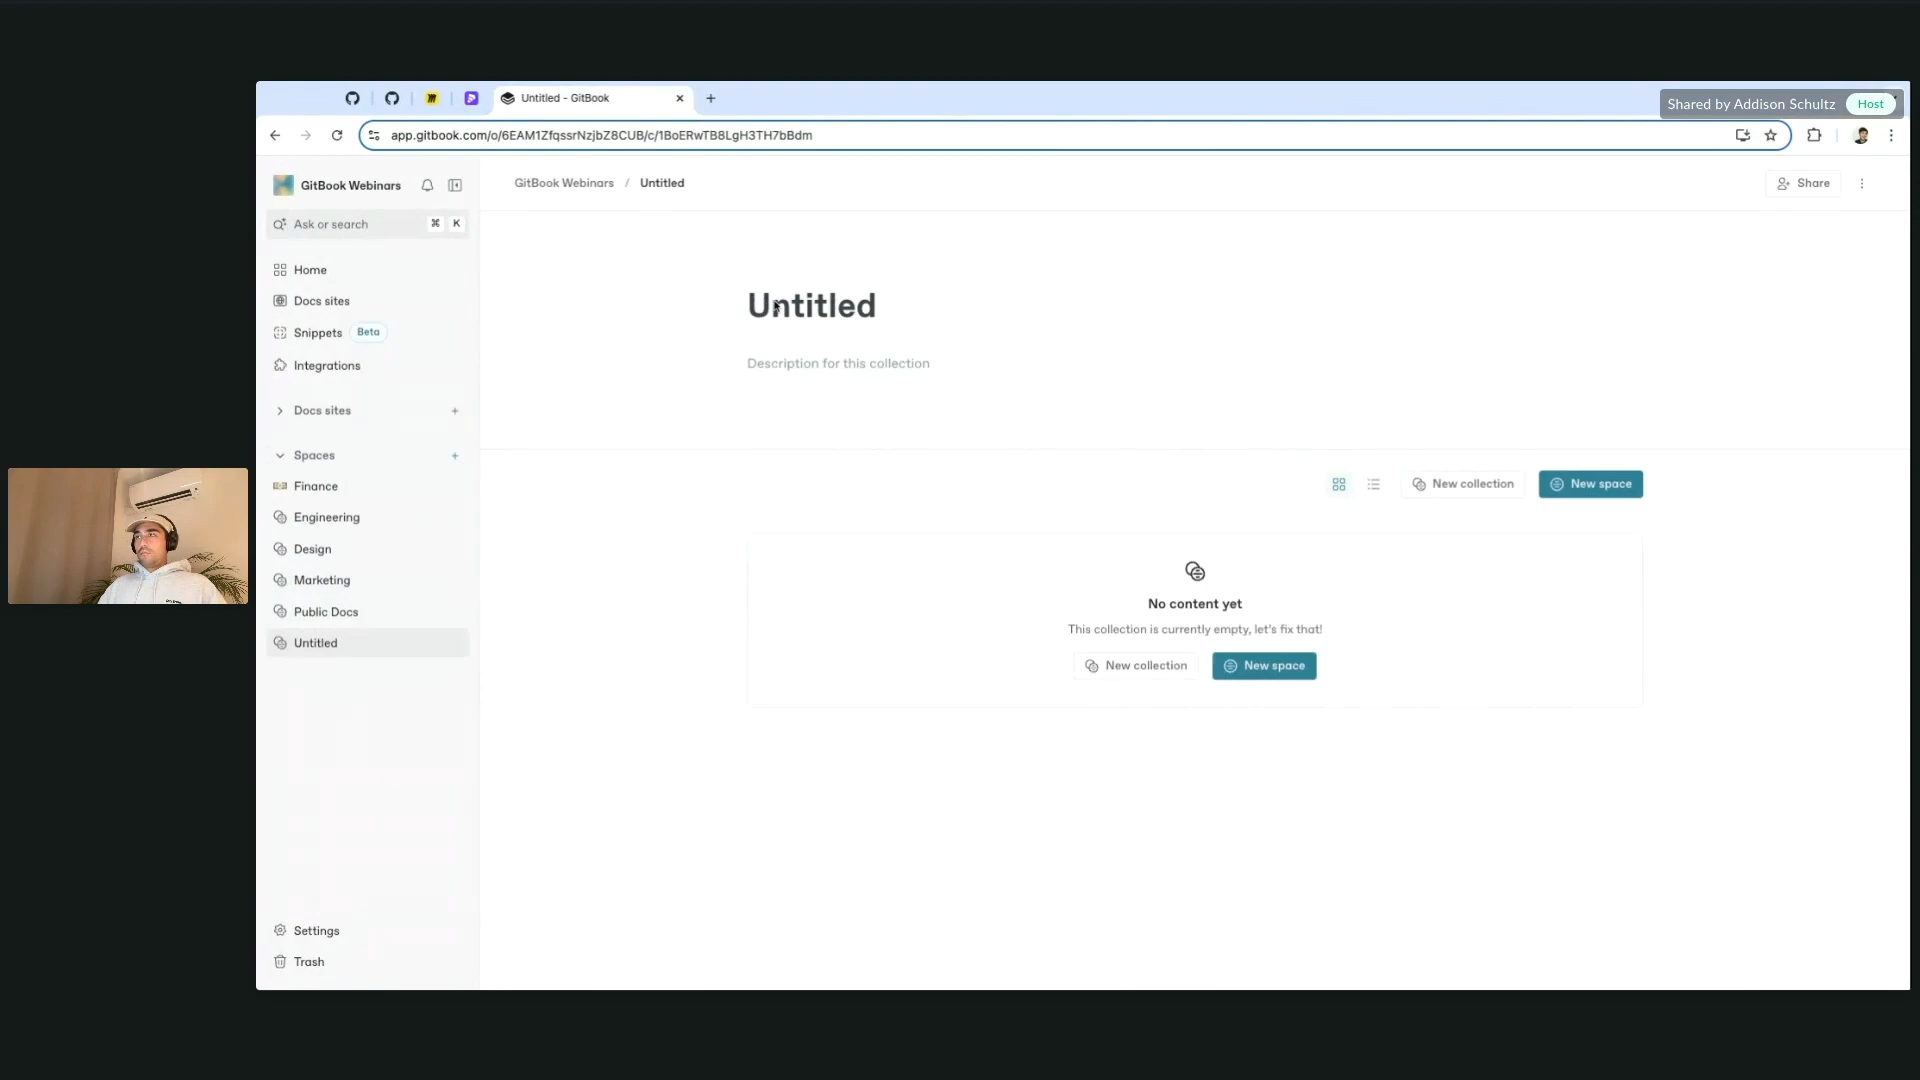 Untitled - GitBook
Shared by Addison Schultz Host
app.gitbook.com/o/6EAM1ZfqssrNzjbZ8CUB/c/1BoERwTB8LgH3TH7bBdm
GitBook Webinars
GitBook Webinars / Untitled
Share
Ask or search ⌘ K
Home
Docs sites
Snippets Beta
Integrations
Docs sites
Spaces
Finance
Engineering
Design
Marketing
Public Docs
Untitled
Settings
Trash
Untitled
Description for this collection
New collection
New space
No content yet
This collection is currently empty, let's fix that!
New collection
New space